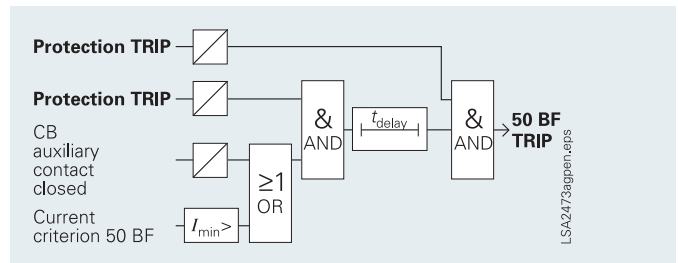 Protection TRIP
Protection TRIP
CB
auxiliary
contact
closed
Current
criterion 50 BF
Imin>
≥1
OR
&
AND
tdelay
&
AND
50 BF
TRIP
LSA2473agpen.eps